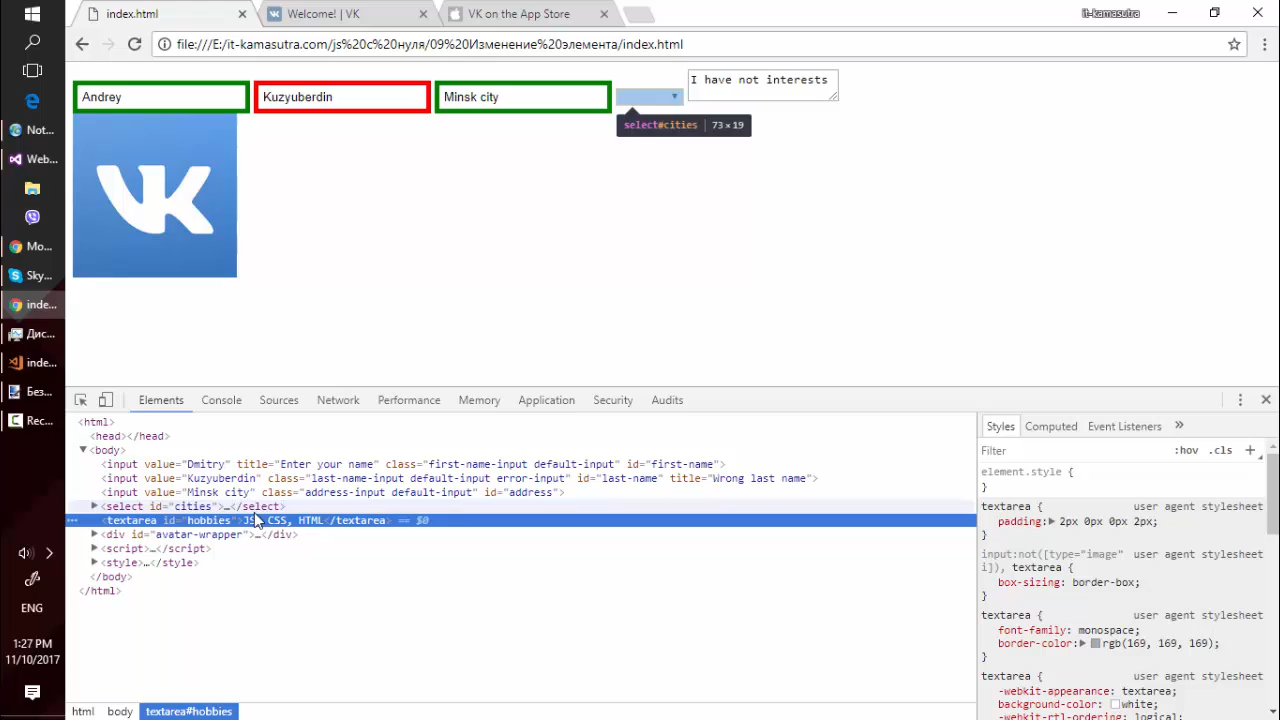 index.html
Welcome! | VK
VK on the App Store
it-kamasutra
file:///E:/it-kamasutra.com/js%20с%20нуля/09%20Изменение%20элемента/index.html
Andrey
Kuzyuberdin
Minsk city
I have not interests
select#cities | 73×19
VK
Not...
Web...
Mo...
Sky...
inde...
Дис...
inde...
Без...
Rec...
ENG
1:27 PM
11/10/2017
Elements
Console
Sources
Network
Performance
Memory
Application
Security
Audits
<html>
<head></head>
<body>
<input value="Dmitry" title="Enter your name" class="first-name-input default-input" id="first-name">
<input value="Kuzyuberdin" class="last-name-input default-input error-input" id="last-name" title="Wrong last name">
<input value="Minsk city" class="address-input default-input" id="address">
<select id="cities">…</select>
<textarea id="hobbies">JS, CSS, HTML</textarea> == $0
<div id="avatar-wrapper">…</div>
<script>…</script>
<style>…</style>
</body>
</html>
html
body
textarea#hobbies
Styles
Computed
Event Listeners
Filter
:hov
.cls
element.style {
}
textarea { user agent stylesheet
padding: 2px 0px 0px 2px;
}
input:not([type="image" user agent stylesheet
i]), textarea {
box-sizing: border-box;
}
textarea { user agent stylesheet
font-family: monospace;
border-color: rgb(169, 169, 169);
}
textarea { user agent stylesheet
-webkit-appearance: textarea;
background-color: white;
-webkit-rtl-ordering: logical;